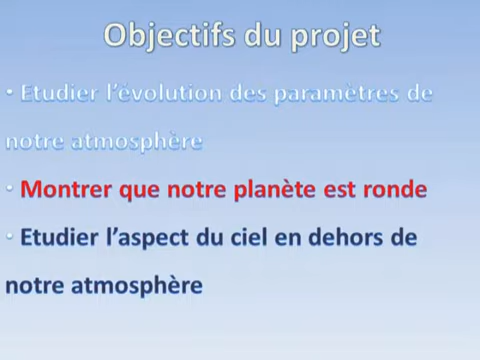 Objectifs du projet
• Etudier l'évolution des paramètres de
notre atmosphère
• Montrer que notre planète est ronde
• Etudier l'aspect du ciel en dehors de
notre atmosphère